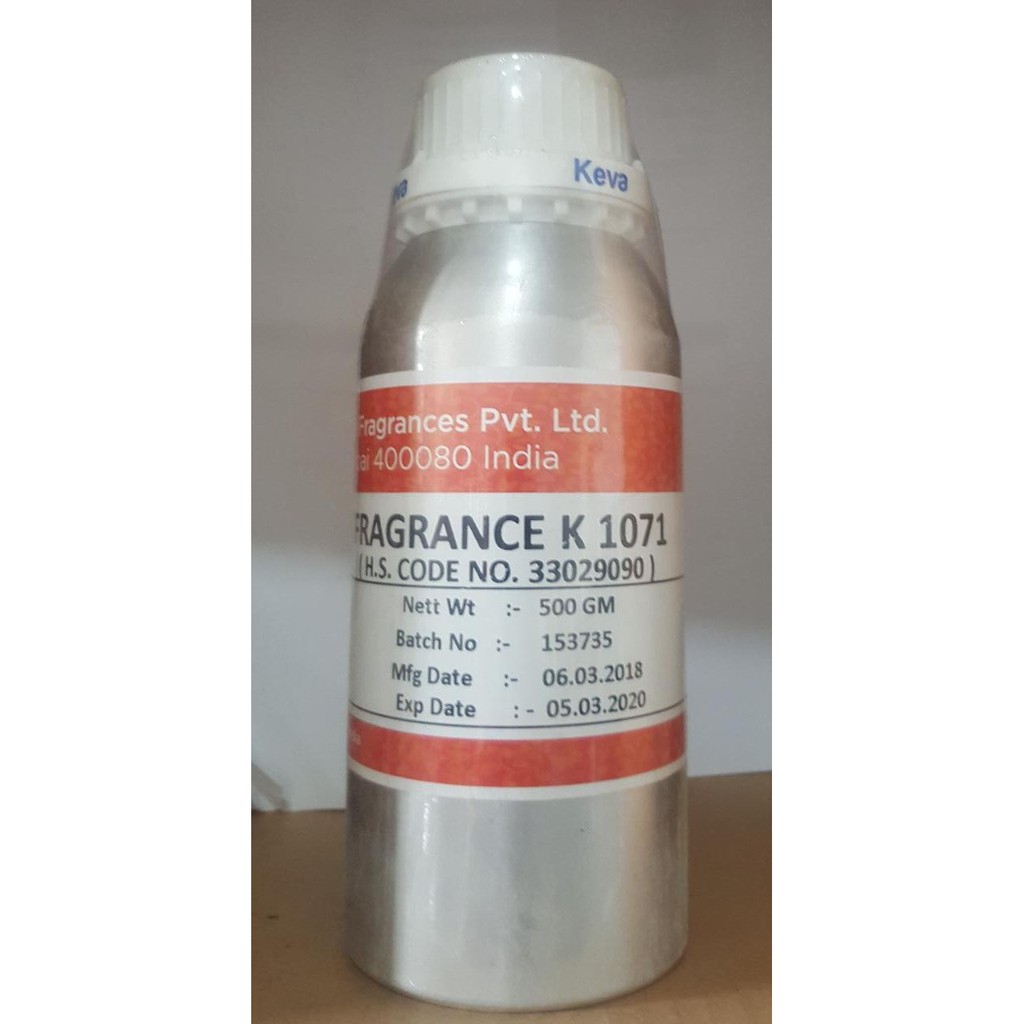 Keva
Fragrances Pvt. Ltd.
400080 India
FRAGRANCE K 1071
( H.S. CODE NO. 33029090 )
Nett Wt :- 500 GM
Batch No :- 153735
Mfg Date :- 06.03.2018
Exp Date : - 05.03.2020